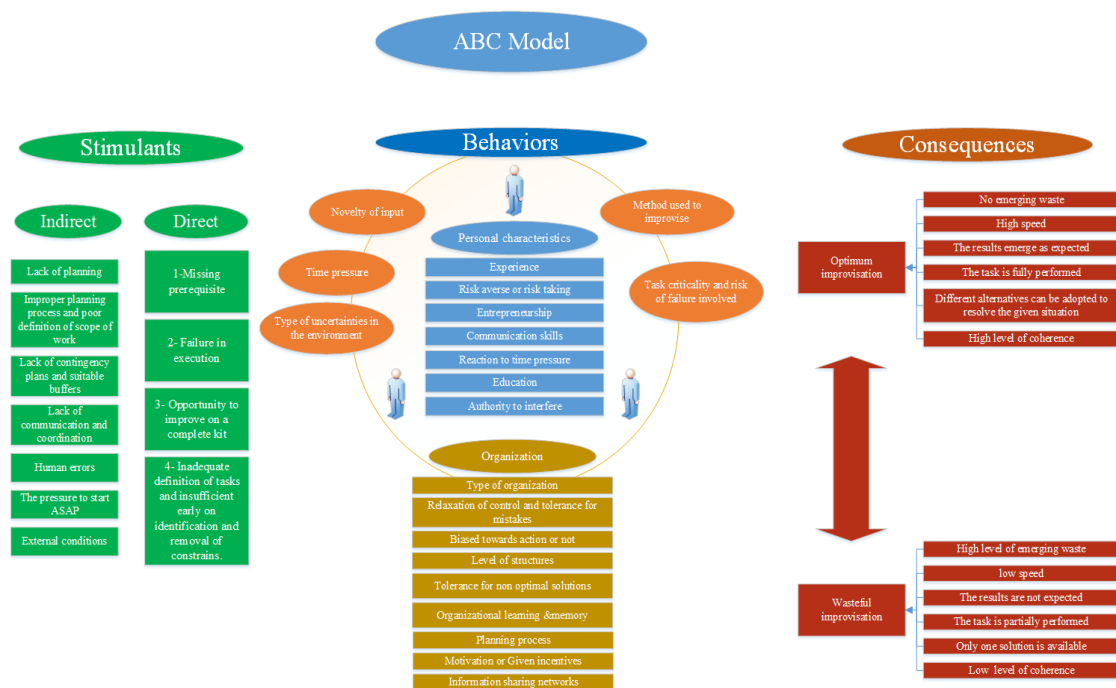 ABC Model
Stimulants
Indirect
Lack of planning
Improper planning
process and poor
definition of scope of
work
Lack of contingency
plans and suitable
buffers
Lack of
communication and
coordination
Human errors
The pressure to start
ASAP
External conditions
Direct
1-Missing
prerequisite
2- Failure in
execution
3- Opportunity to
improve on a
complete kit
4- Inadequate
definition of tasks
and insufficient
early on
identification and
removal of
constrains.
Behaviors
Novelty of input
Time pressure
Type of uncertainties in
the environment
Method used to
improvise
Task criticality and risk
of failure involved
Personal characteristics
Experience
Risk averse or risk taking
Entrepreneurship
Communication skills
Reaction to time pressure
Education
Authority to interfere
Organization
Type of organization
Relaxation of control and tolerance for
mistakes
Biased towards action or not
Level of structures
Tolerance for non optimal solutions
Organizational learning &memory
Planning process
Motivation or Given incentives
Information sharing networks
Consequences
Optimum
improvisation
No emerging waste
High speed
The results emerge as expected
The task is fully performed
Different alternatives can be adopted to
resolve the given situation
High level of coherence
Wasteful
improvisation
High level of emerging waste
low speed
The results are not expected
The task is partially performed
Only one solution is available
Low level of coherence